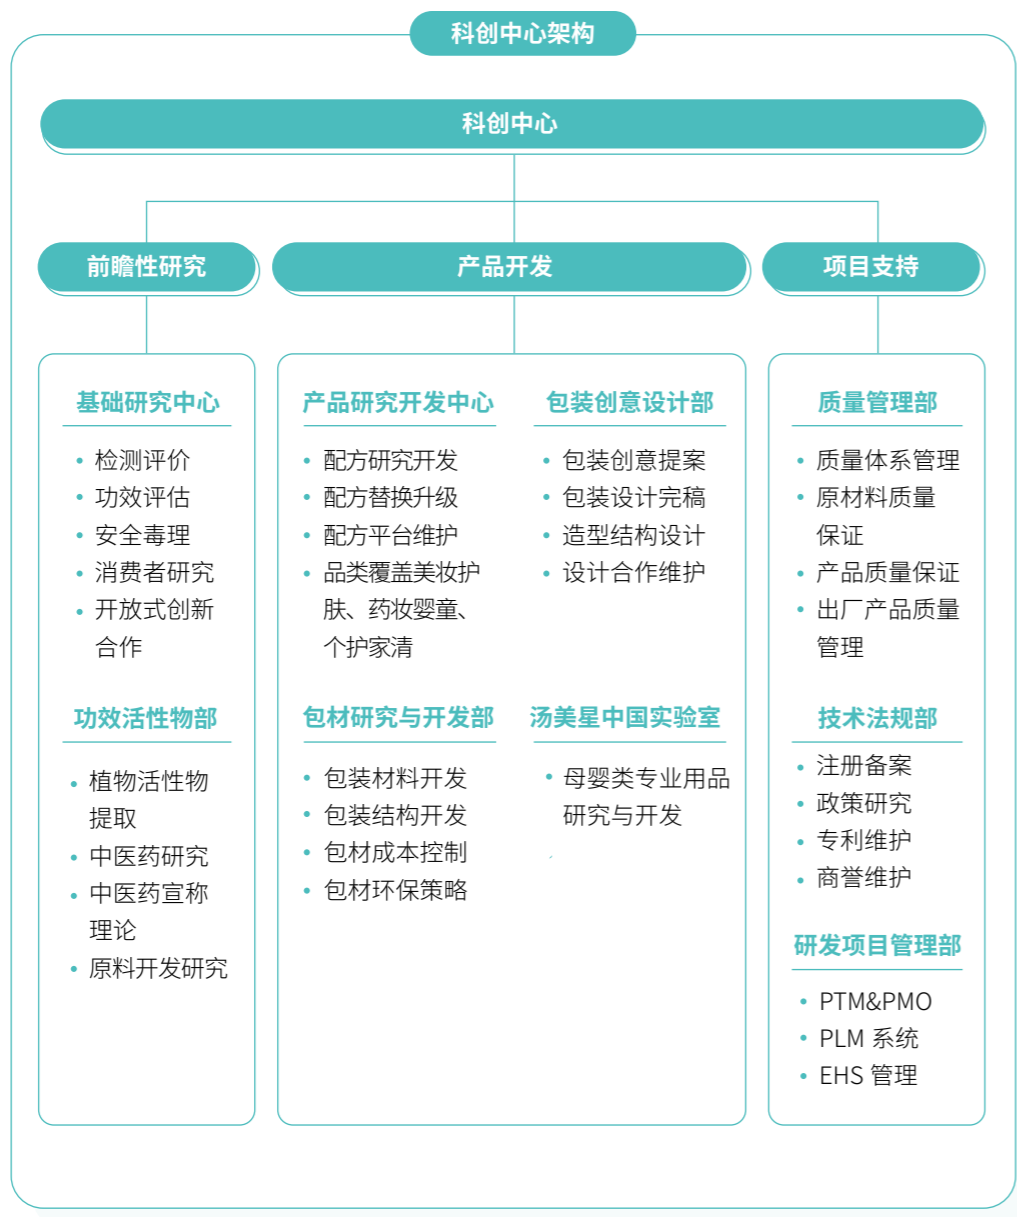 科创中心架构
科创中心
前瞻性研究
产品开发
项目支持
基础研究中心
检测评价
功效评估
安全毒理
消费者研究
开放式创新
合作
功效活性物部
植物活性物
提取
中医药研究
中医药宣称
理论
原料开发研究
产品研究开发中心
配方研究开发
配方替换升级
配方平台维护
品类覆盖美妆护
肤、药妆婴童、
个护家清
包装创意设计部
包装创意提案
包装设计完稿
造型结构设计
设计合作维护
包材研究与开发部
包装材料开发
包装结构开发
包材成本控制
包材环保策略
汤美星中国实验室
母婴类专业用品
研究与开发
质量管理部
质量体系管理
原材料质量
保证
产品质量保证
出厂产品质量
管理
技术法规部
注册备案
政策研究
专利维护
商誉维护
研发项目管理部
PTM&PMO
PLM 系统
EHS 管理